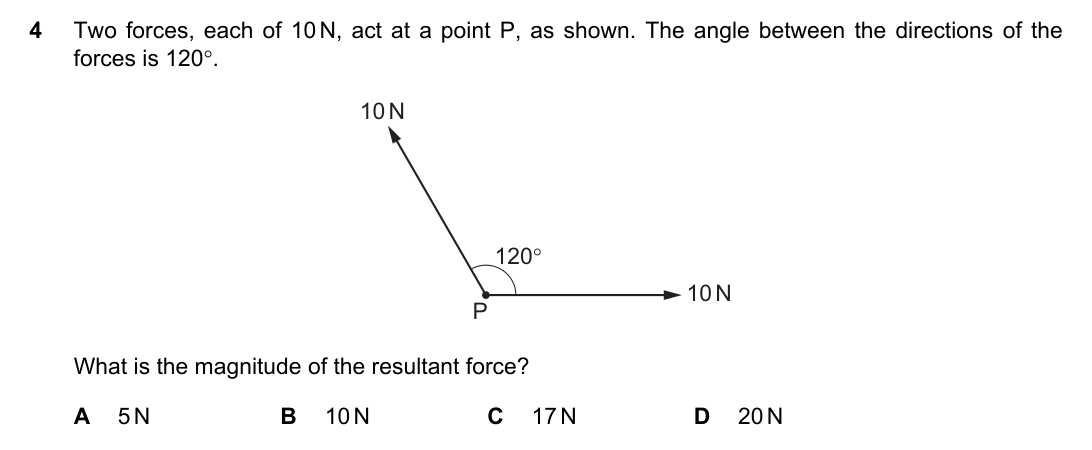 4 Two forces, each of 10 N, act at a point P, as shown. The angle between the directions of the
forces is 120°.
10 N
120°
10 N
P
What is the magnitude of the resultant force?
A 5 N B 10 N C 17 N D 20 N